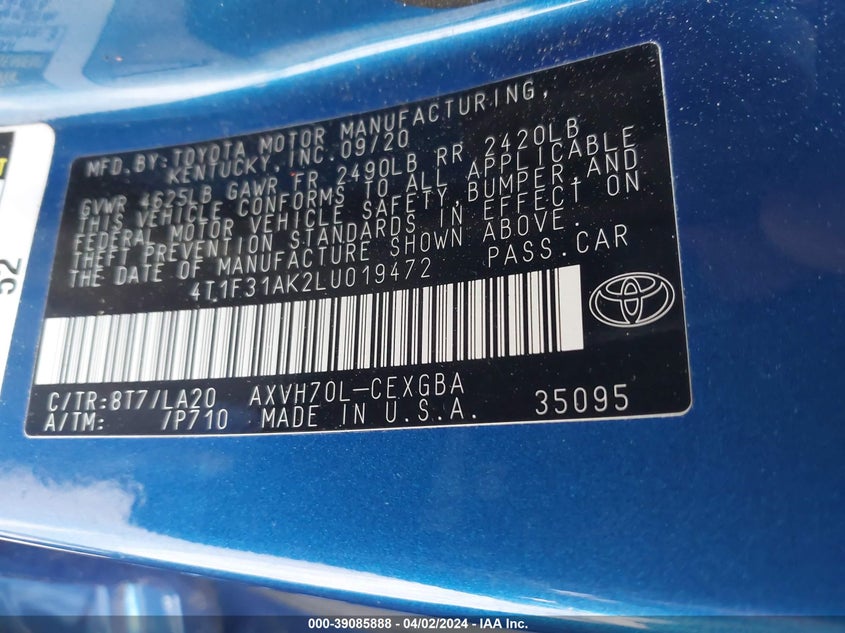 MFD.BY:TOYOTA MOTOR MANUFACTURING,
KENTUCKY,INC.09/20
GVWR 4625LB GAWR FR 2490LB RR 2420LB
THIS VEHICLE CONFORMS TO ALL APPLICABLE
FEDERAL MOTOR VEHICLE SAFETY,BUMPER,AND
THEFT PREVENTION STANDARDS IN EFFECT ON
THE DATE OF MANUFACTURE SHOWN ABOVE.
4T1F31AK2LU019472 PASS.CAR
C/TR:8T7/LA20 AXVH70L-CEXGBA
A/TM: /P710 MADE IN U.S.A. 35095
52
000-39085888 - 04/02/2024 - IAA Inc.